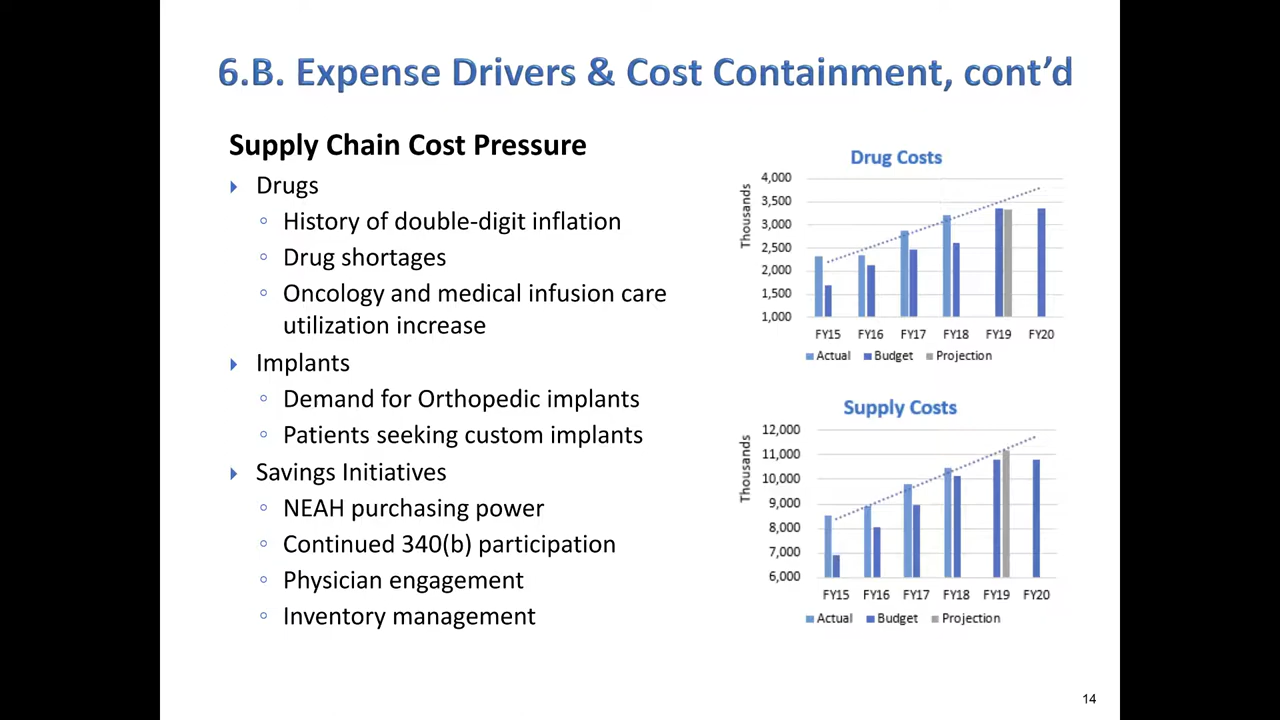 6.B. Expense Drivers & Cost Containment, cont’d
Supply Chain Cost Pressure
Drugs
History of double-digit inflation
Drug shortages
Oncology and medical infusion care
utilization increase
Implants
Demand for Orthopedic implants
Patients seeking custom implants
Savings Initiatives
NEAH purchasing power
Continued 340(b) participation
Physician engagement
Inventory management
Drug Costs
Thousands
4,000
3,500
3,000
2,500
2,000
1,500
1,000
FY15 FY16 FY17 FY18 FY19 FY20
Actual Budget Projection
Supply Costs
Thousands
12,000
11,000
10,000
9,000
8,000
7,000
6,000
FY15 FY16 FY17 FY18 FY19 FY20
Actual Budget Projection
14